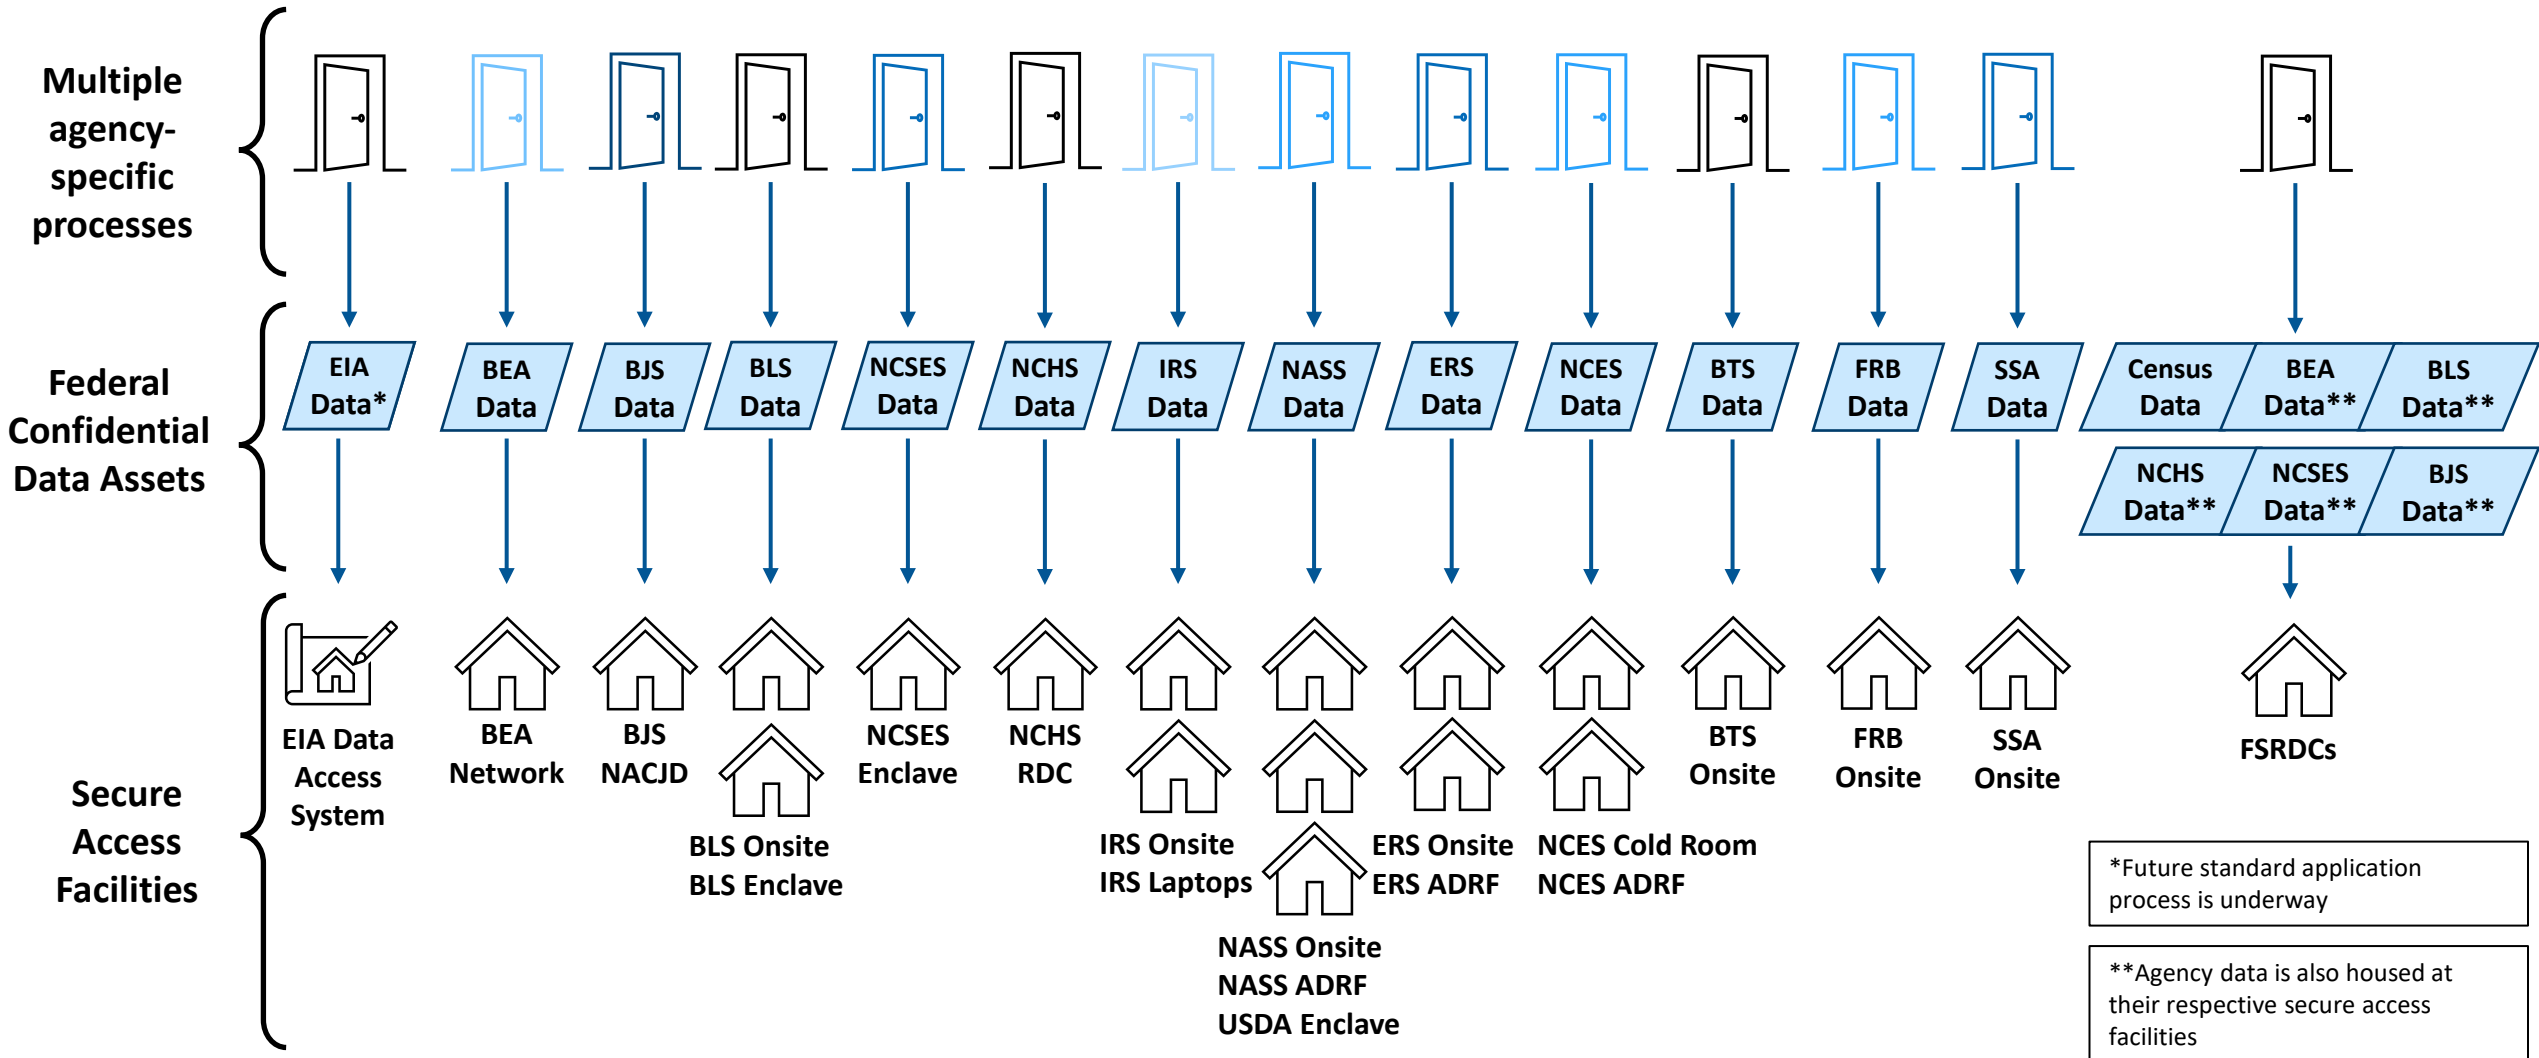 Multiple
agency-
specific
processes
Federal
Confidential
Data Assets
EIA
Data*
BEA
Data
BJS
Data
BLS
Data
NCSES
Data
NCHS
Data
IRS
Data
NASS
Data
ERS
Data
NCES
Data
BTS
Data
FRB
Data
SSA
Data
Census
Data
BEA
Data**
BLS
Data**
NCHS
Data**
NCSES
Data**
BJS
Data**
Secure
Access
Facilities
EIA Data
Access
System
BEA
Network
BJS
NACJD
BLS Onsite
BLS Enclave
NCSES
Enclave
NCHS
RDC
IRS Onsite
IRS Laptops
NASS Onsite
NASS ADRF
USDA Enclave
ERS Onsite
ERS ADRF
NCES Cold Room
NCES ADRF
BTS
Onsite
FRB
Onsite
SSA
Onsite
FSRDCs
*Future standard application
process is underway
**Agency data is also housed at
their respective secure access
facilities